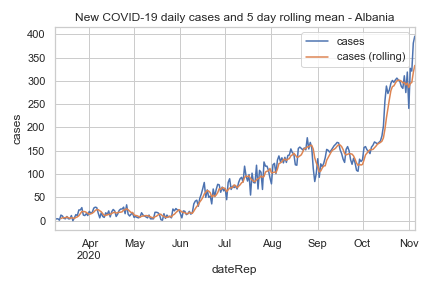 New COVID-19 daily cases and 5 day rolling mean - Albania
400
350
300
250
200
150
100
50
0
cases
cases
cases (rolling)
Apr
2020
May
Jun
Jul
Aug
Sep
Oct
Nov
dateRep